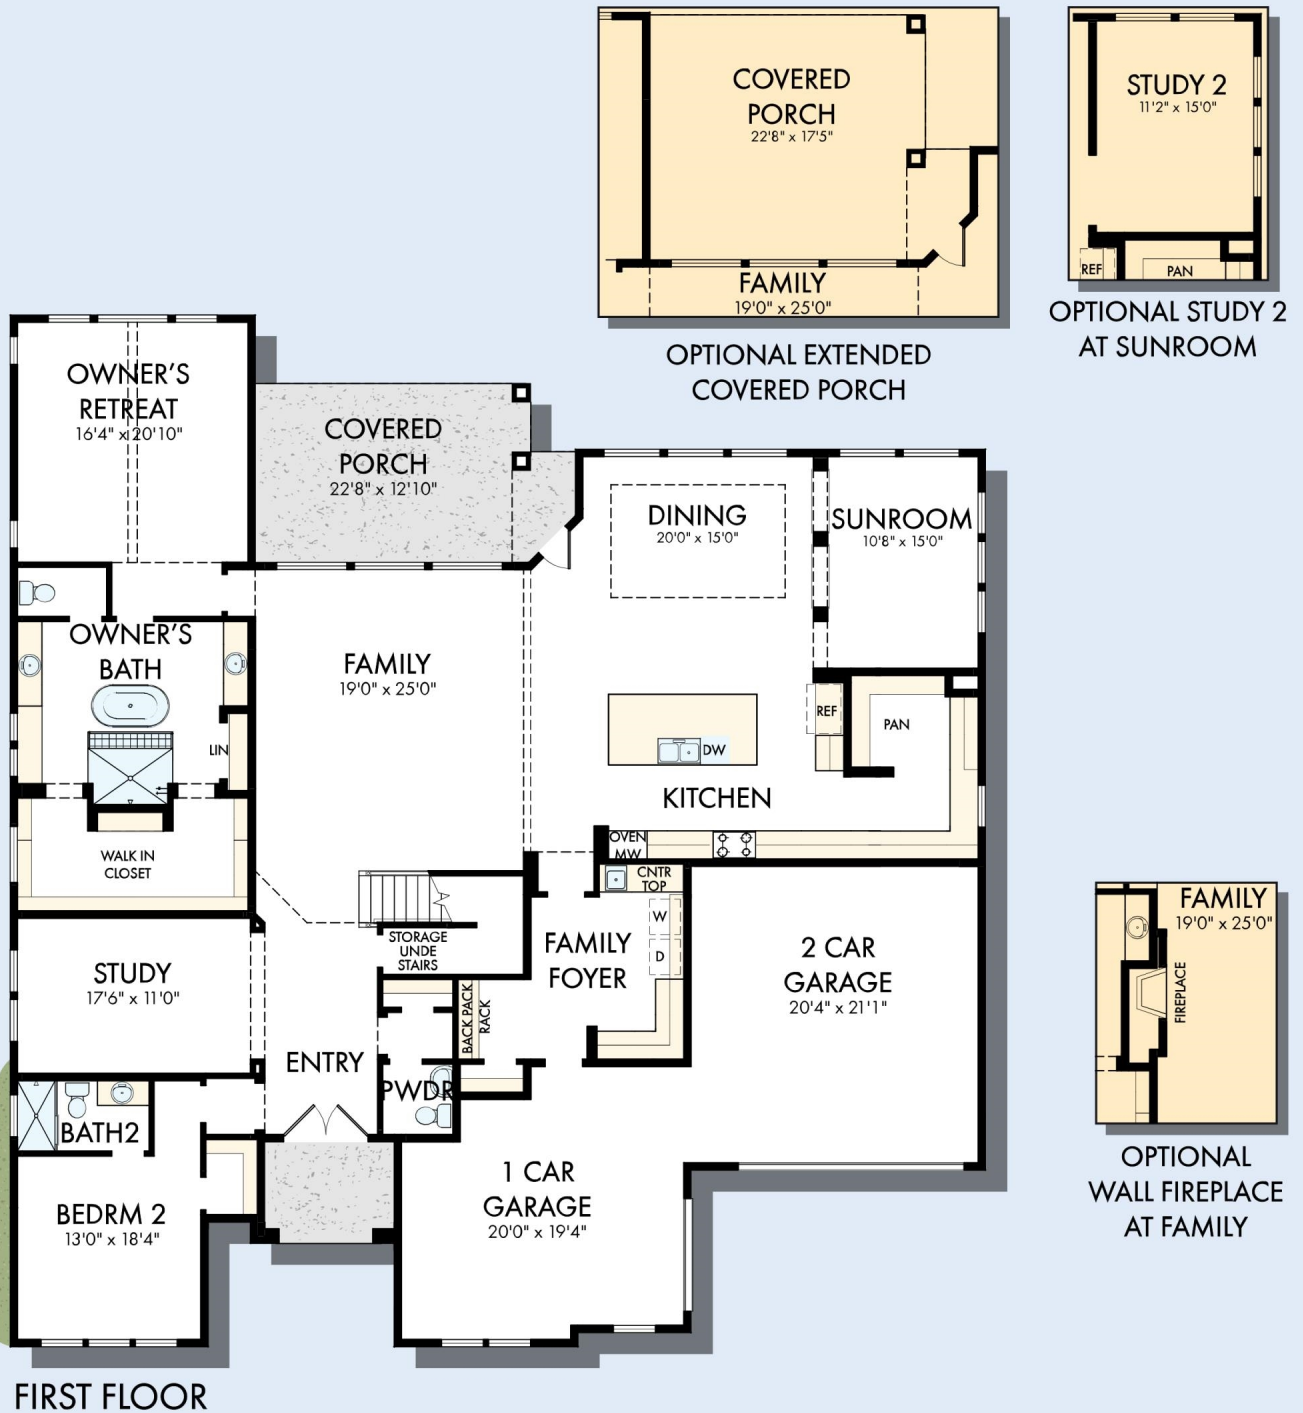 COVERED
PORCH
22'8" x 17'5"
FAMILY
19'0" x 25'0"
OPTIONAL EXTENDED
COVERED PORCH
STUDY 2
11'2" x 15'0"
REF
PAN
OPTIONAL STUDY 2
AT SUNROOM
OWNER'S
RETREAT
16'4" x 20'10"
COVERED
PORCH
22'8" x 12'10"
DINING
20'0" x 15'0"
SUNROOM
10'8" x 15'0"
OWNER'S
BATH
FAMILY
19'0" x 25'0"
LIN
REF
PAN
DW
KITCHEN
OVEN
MW
WALK IN
CLOSET
CNTR
TOP
W
D
STORAGE
UNDE
STAIRS
FAMILY
FOYER
2 CAR
GARAGE
20'4" x 21'1"
STUDY
17'6" x 11'0"
BACK PACK
RACK
ENTRY
PWDR
BATH2
BEDRM 2
13'0" x 18'4"
1 CAR
GARAGE
20'0" x 19'4"
FAMILY
19'0" x 25'0"
FIREPLACE
OPTIONAL
WALL FIREPLACE
AT FAMILY
FIRST FLOOR